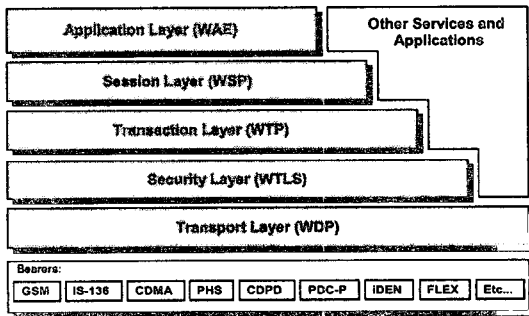 Application Layer (WAE)
Other Services and
Applications
Session Layer (WSP)
Transaction Layer (WTP)
Security Layer (WTLS)
Transport Layer (WDP)
Bearers:
GSM IS-136 CDMA PHS CDPD PDC-P iDEN FLEX Etc...